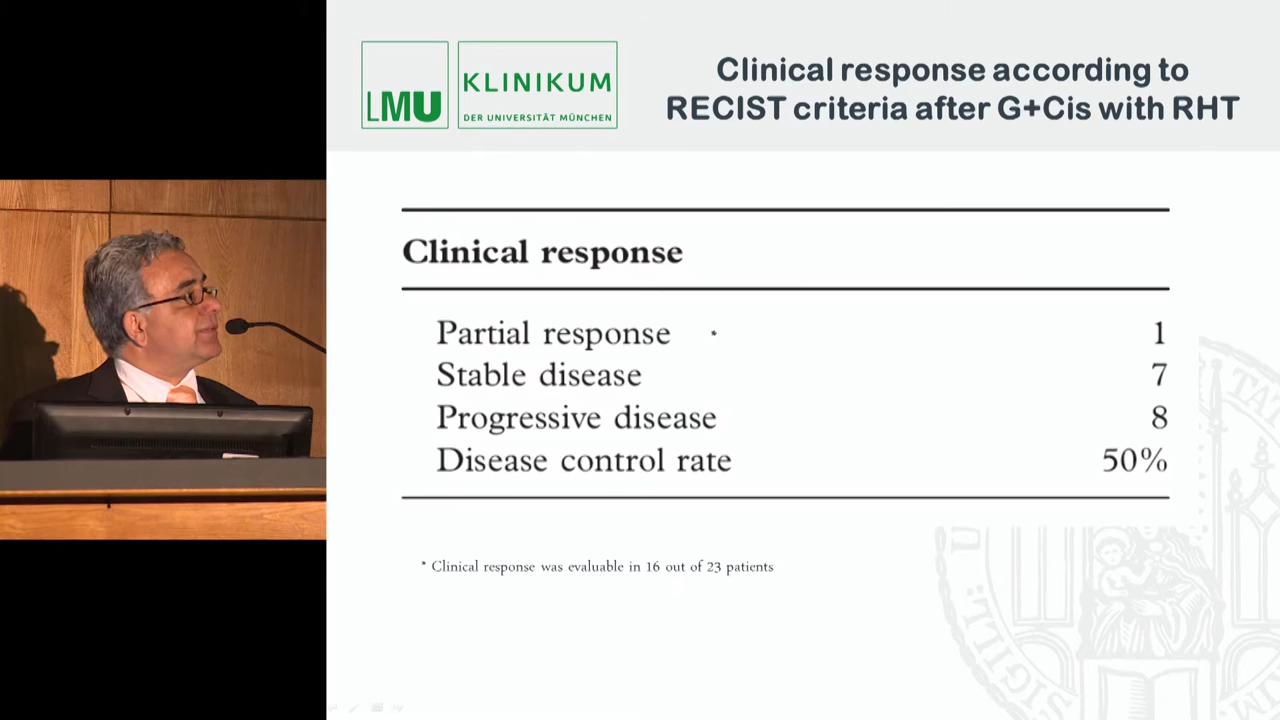 LMU
KLINIKUM
DER UNIVERSITÄT MÜNCHEN
Clinical response according to
RECIST criteria after G+Cis with RHT
Clinical response
Partial response * 1
Stable disease 7
Progressive disease 8
Disease control rate 50%
* Clinical response was evaluable in 16 out of 23 patients